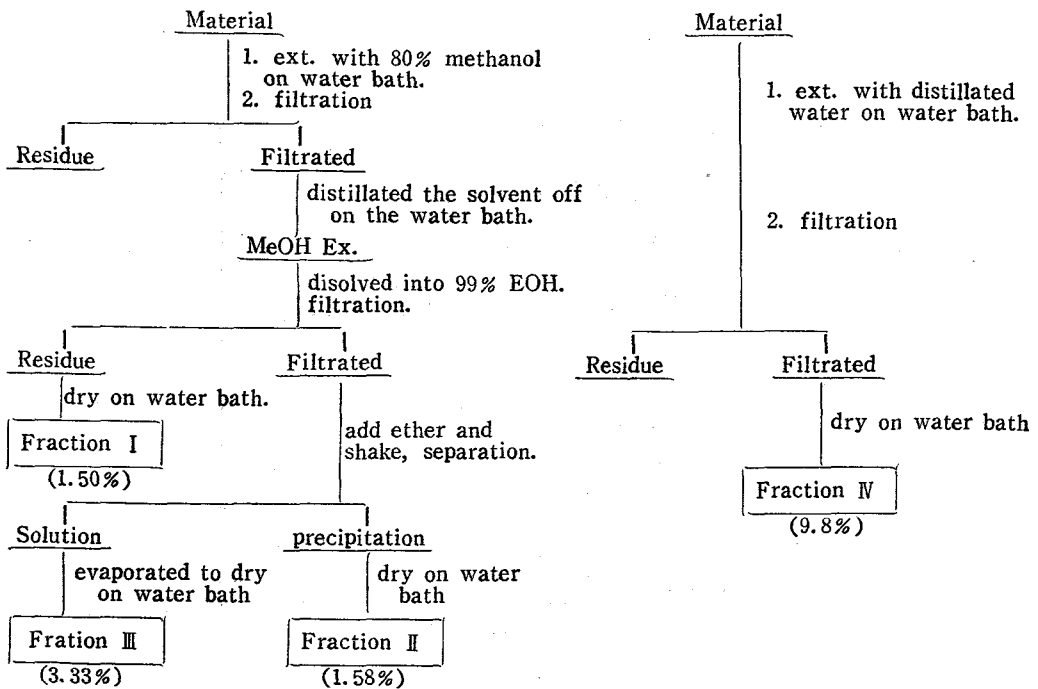 Material
1. ext. with 80% methanol
on water bath.
2. filtration
Residue
Filtrated
distillated the solvent off
on the water bath.
MeOH Ex.
disolved into 99% EOH.
filtration.
Residue
Filtrated
dry on water bath.
Fraction I
(1.50%)
add ether and
shake, separation.
Solution
precipitation
evaporated to dry
on water bath
dry on water
bath
Fration Ⅲ
(3.33%)
Fraction Ⅱ
(1.58%)
Material
1. ext. with distillated
water on water bath.
2. filtration
Residue
Filtrated
dry on water bath
Fraction Ⅳ
(9.8%)